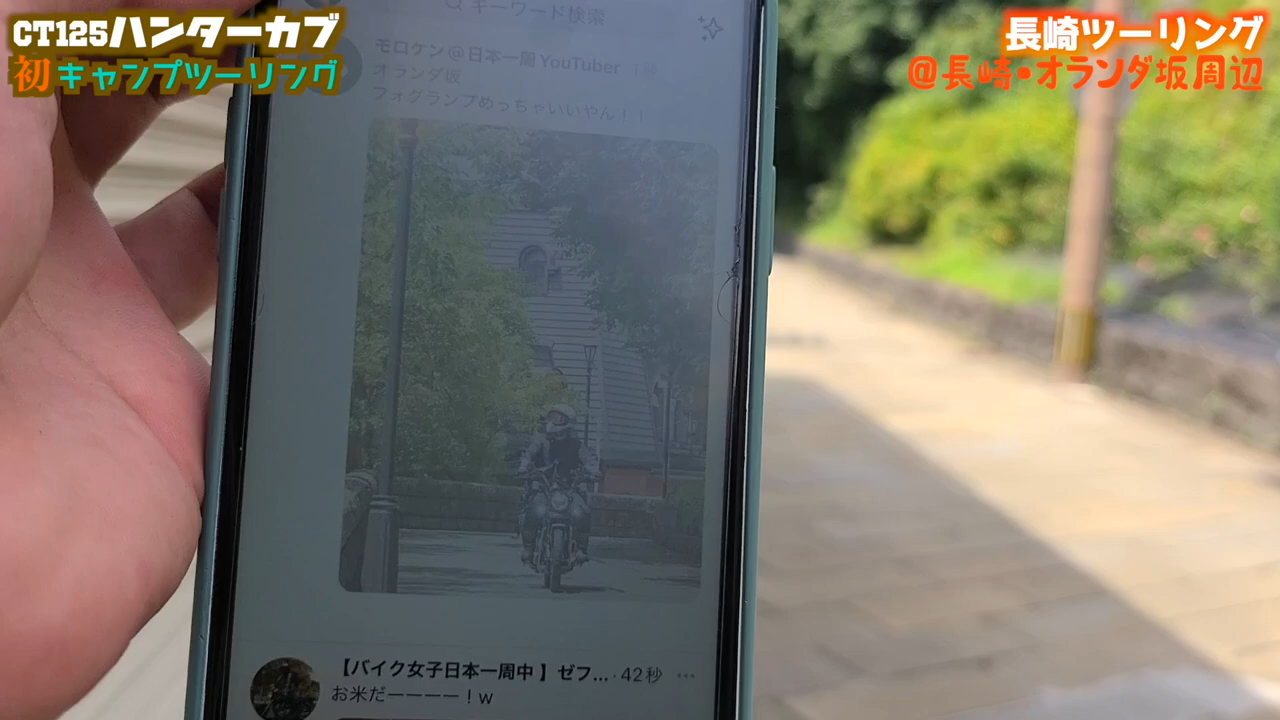 CT125ハンターカブ
初キャンプツーリング
長崎ツーリング
@長崎・オランダ坂周辺
キーワード検索
モロケン@日本一周YouTuber 1秒
オランダ坂
フォグランプめっちゃいいやん！！
【バイク女子日本一周中】ゼフ...・42秒 ...
お米だーーーー！w